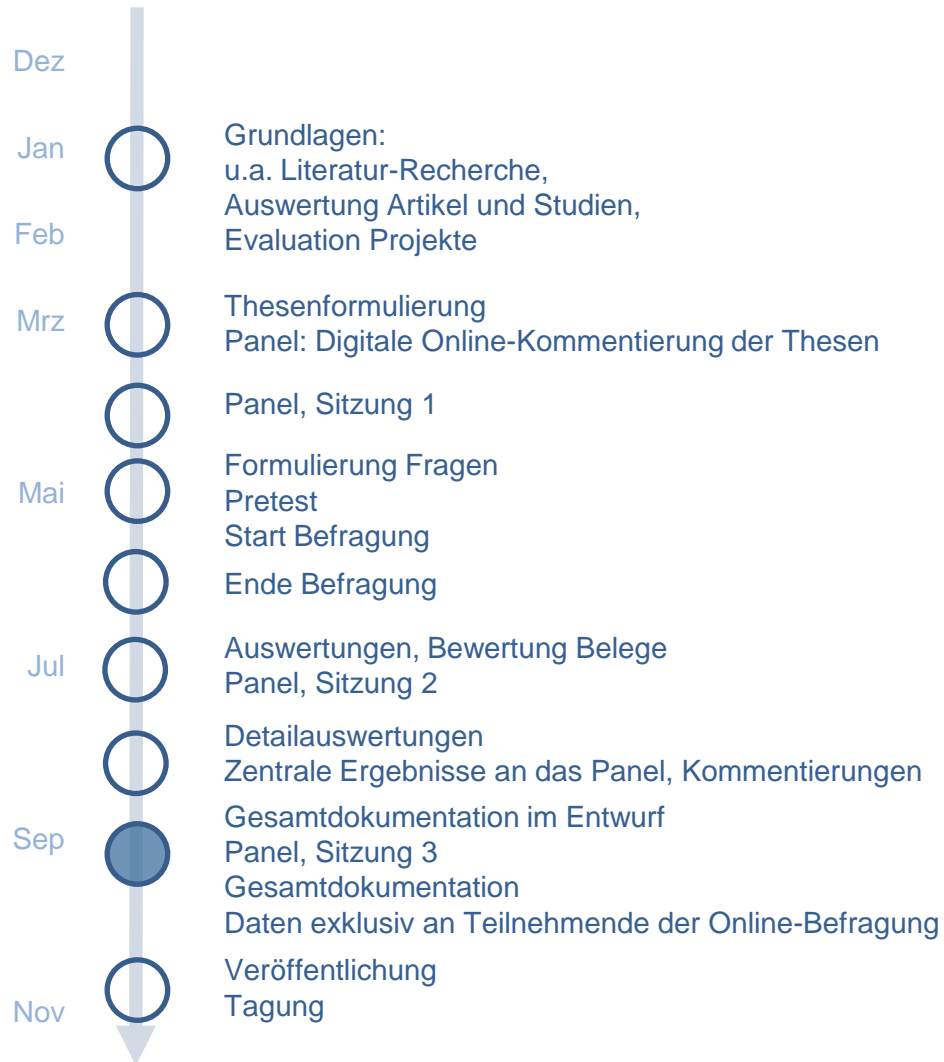 Dez
Jan
Grundlagen:
u.a. Literatur-Recherche,
Auswertung Artikel und Studien,
Feb
Evaluation Projekte
Mrz
Thesenformulierung
Panel: Digitale Online-Kommentierung der Thesen
Panel, Sitzung 1
Mai
Formulierung Fragen
Pretest
Start Befragung
Ende Befragung
Jul
Auswertungen, Bewertung Belege
Panel, Sitzung 2
Detailauswertungen
Zentrale Ergebnisse an das Panel, Kommentierungen
Sep
Gesamtdokumentation im Entwurf
Panel, Sitzung 3
Gesamtdokumentation
Daten exklusiv an Teilnehmende der Online-Befragung
Veröffentlichung
Tagung
Nov